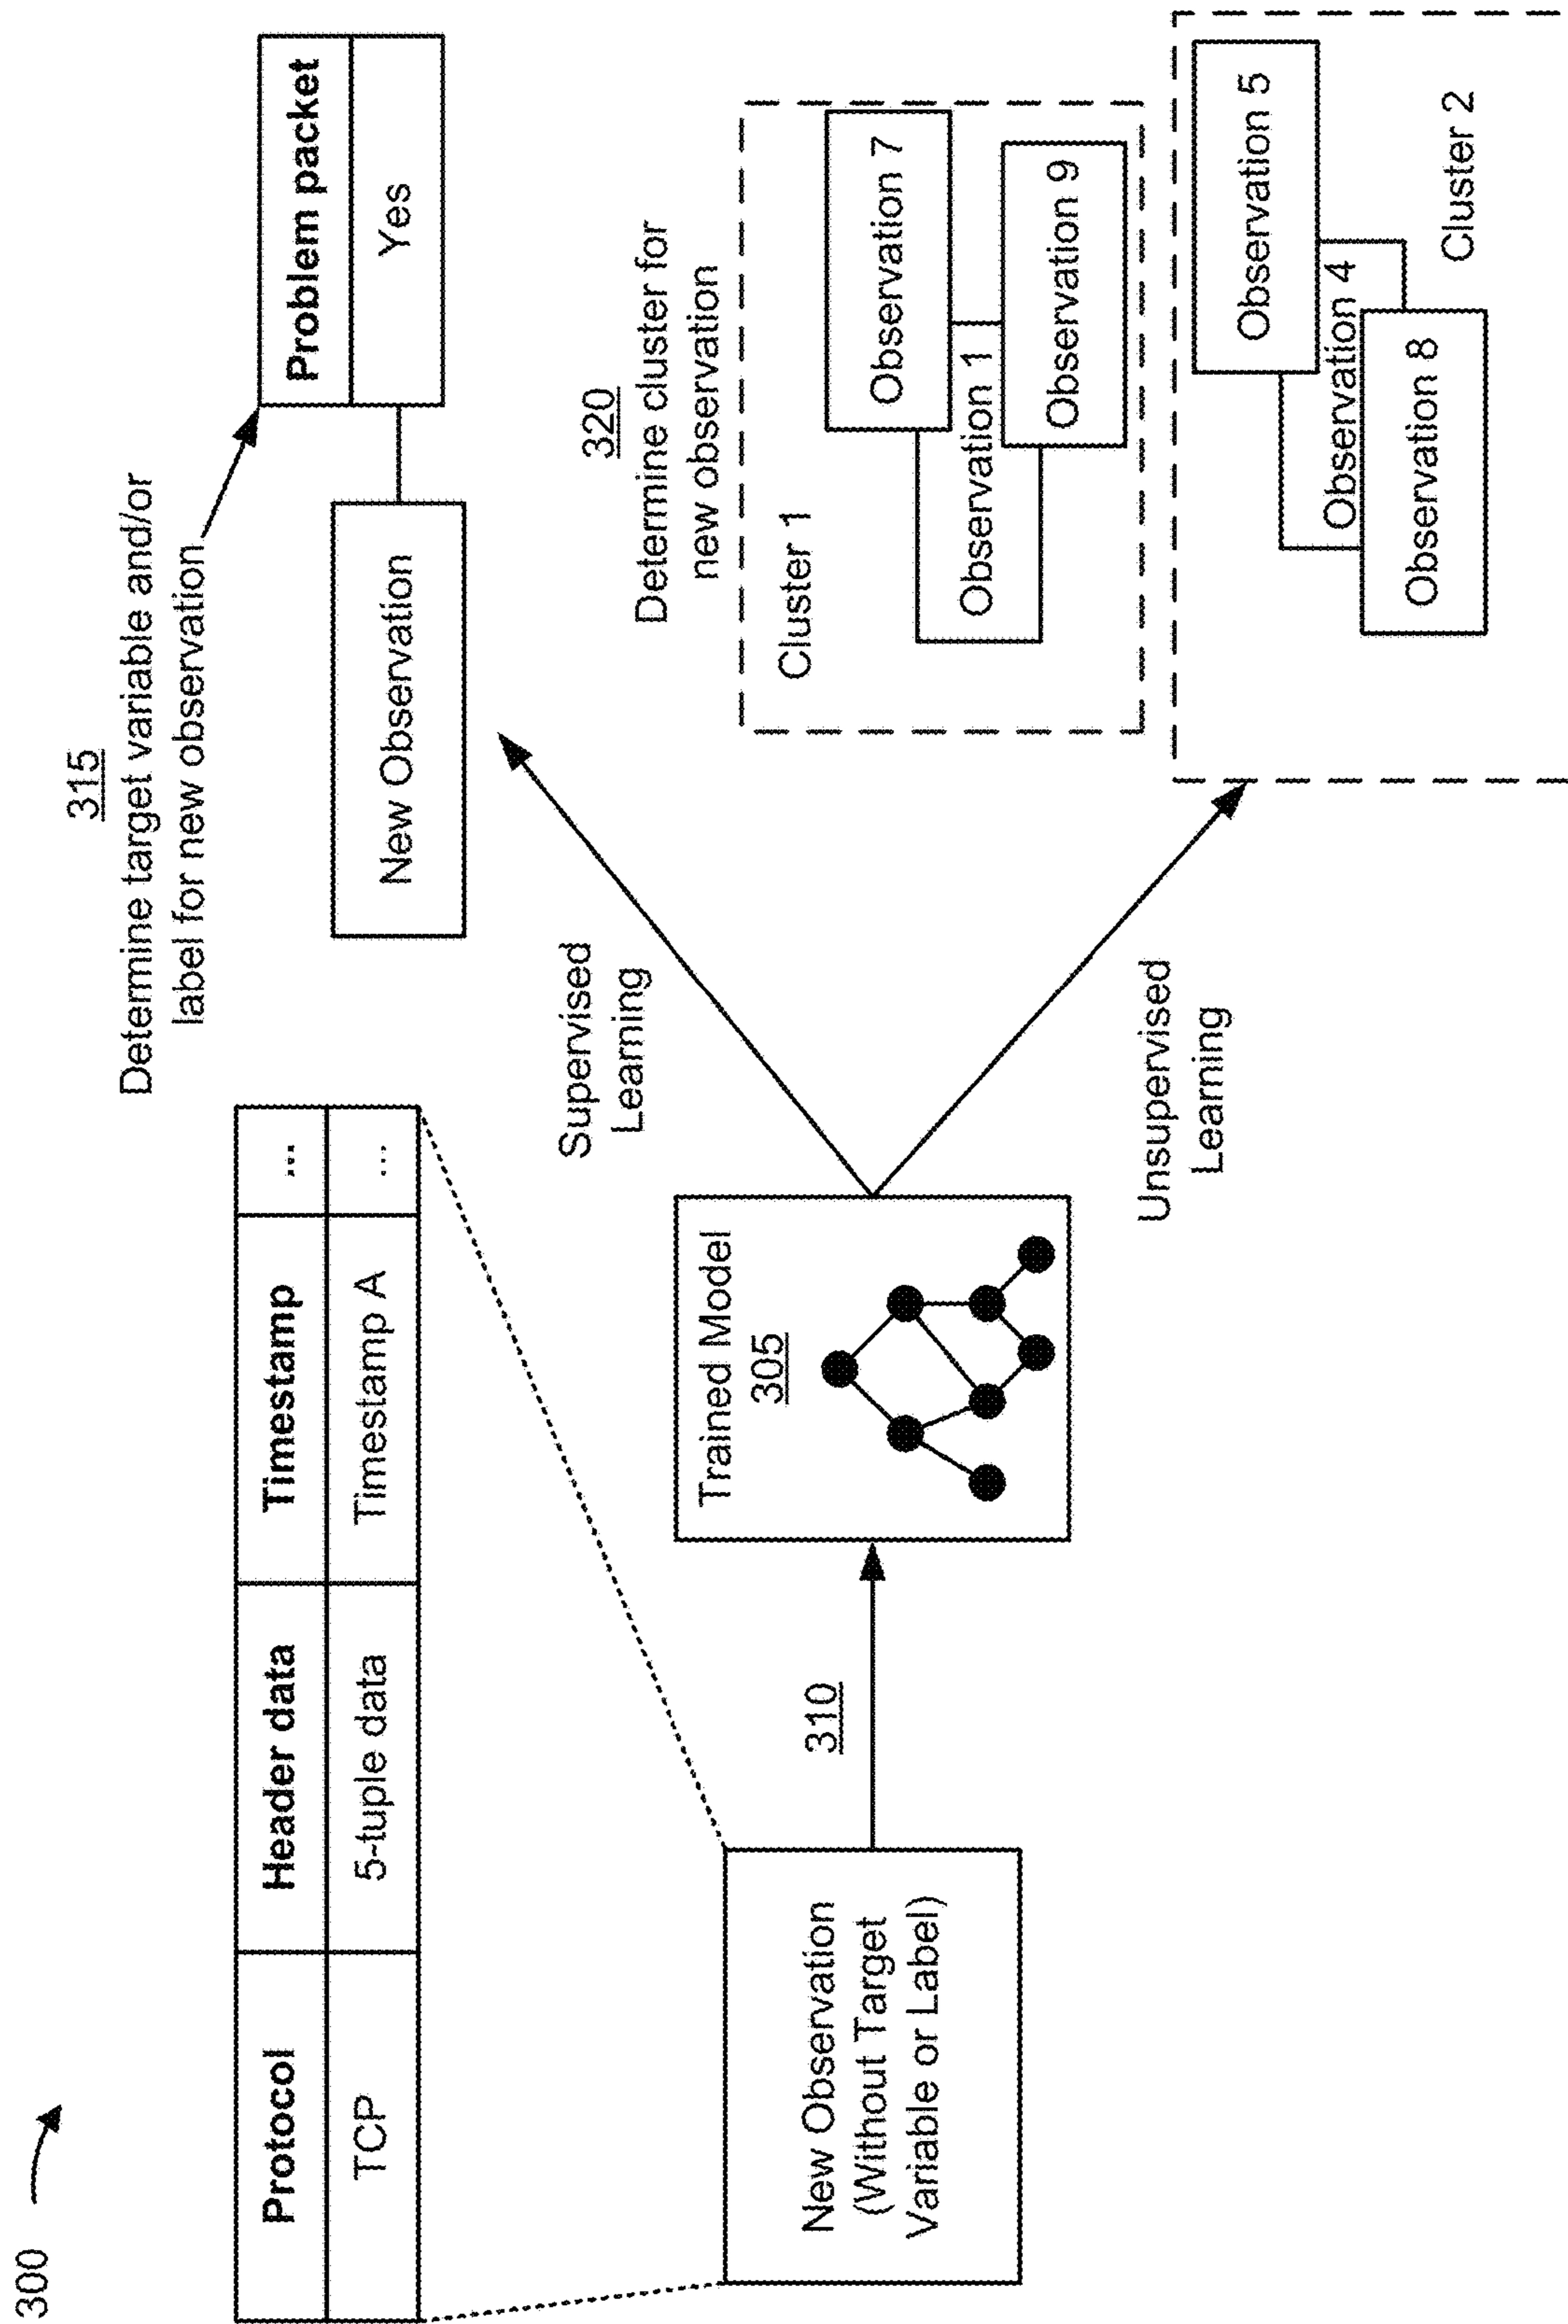 300
Protocol
Header data
Timestamp
...
TCP
5-tuple data
Timestamp A
...
315
Determine target variable and/or
label for new observation
New Observation
Problem packet
Yes
Supervised
Learning
New Observation
(Without Target
Variable or Label)
310
Trained Model
305
Unsupervised
Learning
320
Determine cluster for
new observation
Cluster 1
Observation 7
Observation 1
Observation 9
Observation 5
Observation 4
Observation 8
Cluster 2